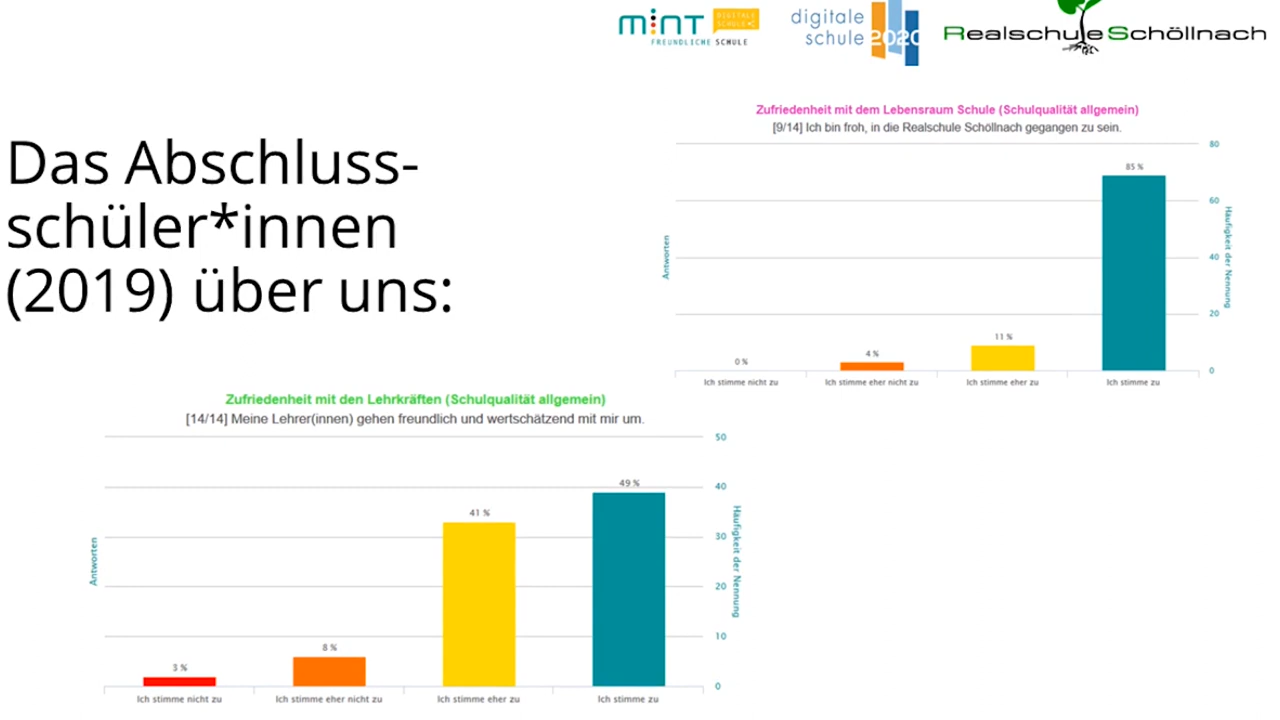 MINT
DIGITALE
SCHULE
FREUNDLICHE SCHULE
digitale
schule 2020
Realschule Schöllnach
Das Abschluss-
schüler*innen
(2019) über uns:
Zufriedenheit mit dem Lebensraum Schule (Schulqualität allgemein)
[9/14] Ich bin froh, in die Realschule Schöllnach gegangen zu sein.
80
85 %
60
Antworten
Häufigkeit der Nennung
40
20
11 %
4 %
0 %
0
Ich stimme nicht zu Ich stimme eher nicht zu Ich stimme eher zu Ich stimme zu
Zufriedenheit mit den Lehrkräften (Schulqualität allgemein)
[14/14] Meine Lehrer(innen) gehen freundlich und wertschätzend mit mir um.
50
49 %
40
41 %
30
Antworten
Häufigkeit der Nennung
20
10
8 %
3 %
0
Ich stimme nicht zu Ich stimme eher nicht zu Ich stimme eher zu Ich stimme zu